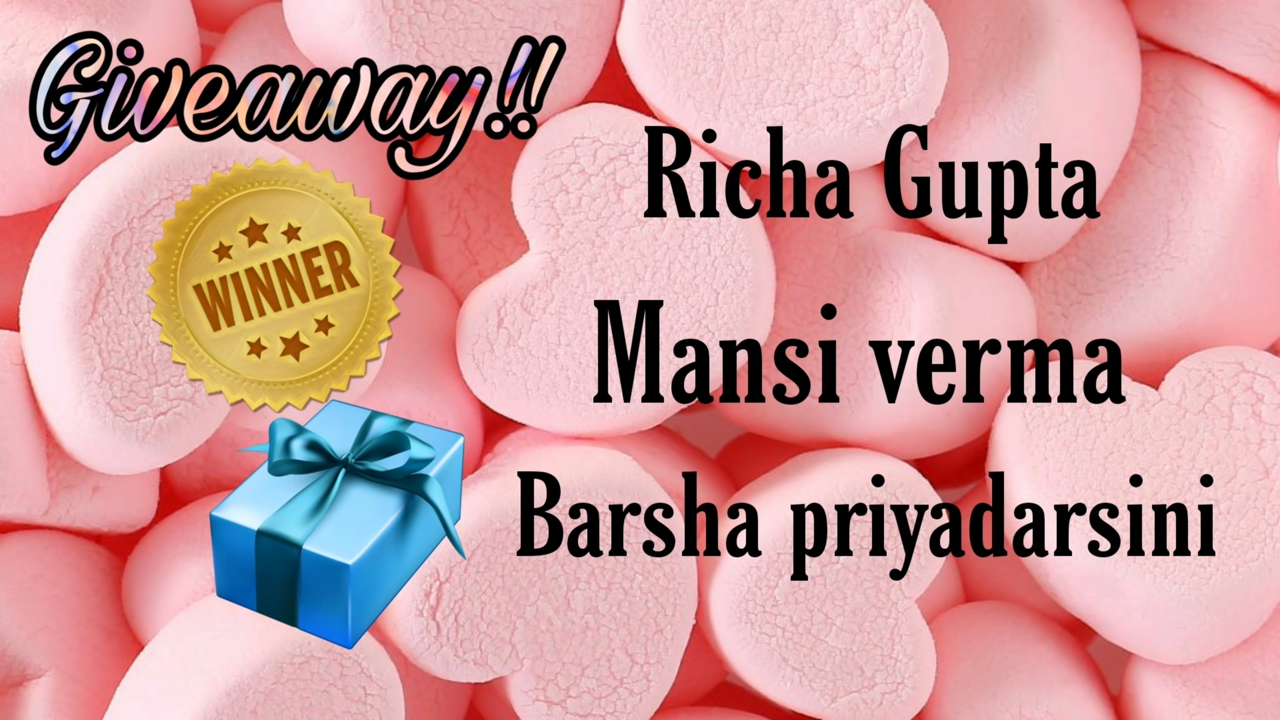 Giveaway!!
WINNER
Richa Gupta
Mansi verma
Barsha priyadarsini